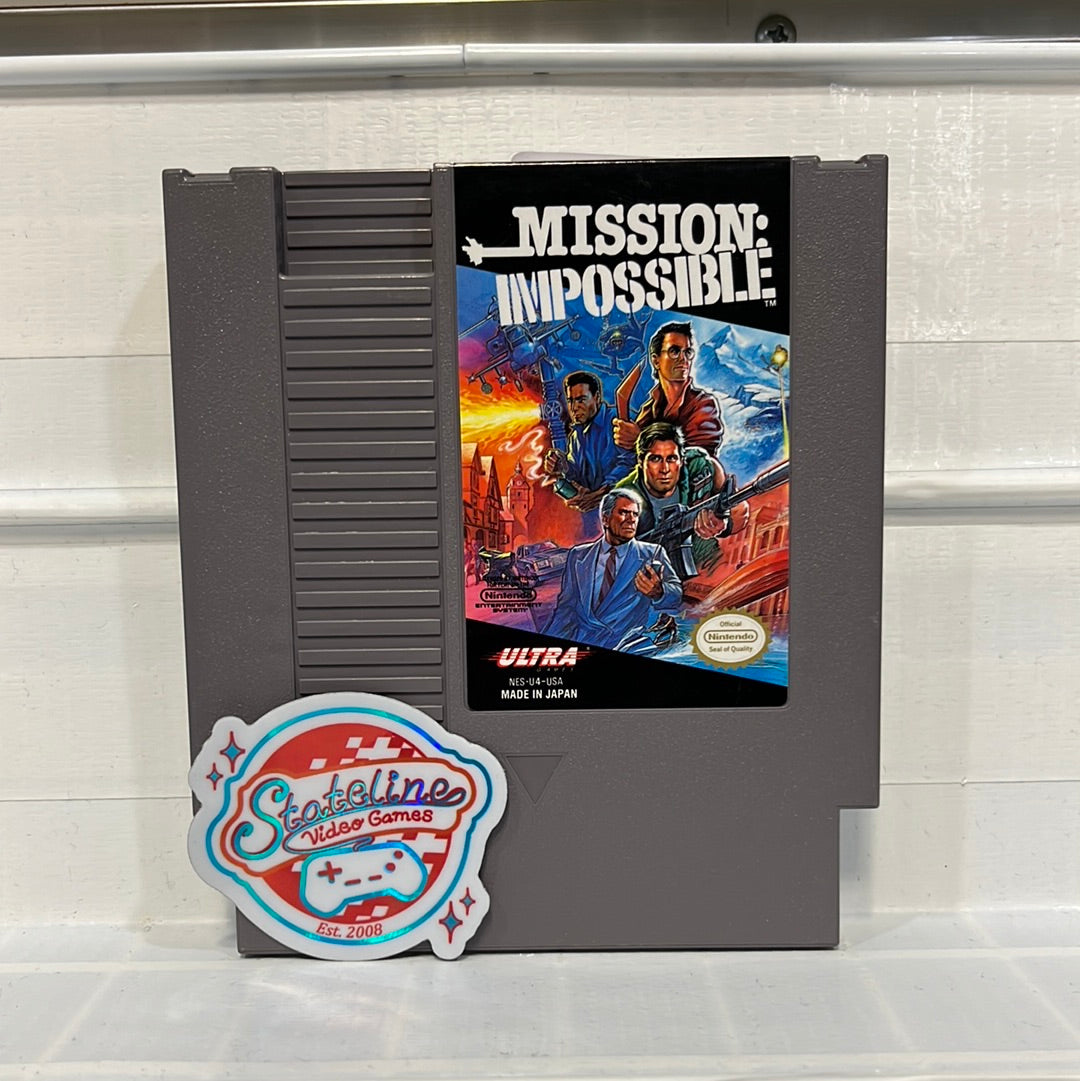 MISSION:
IMPOSSIBLE
TM
Nintendo
ENTERTAINMENT
SYSTEM
Official
Nintendo
Seal of Quality
ULTRA
GAMES
NES-U4-USA
MADE IN JAPAN
Stateline
Video Games
Est. 2008